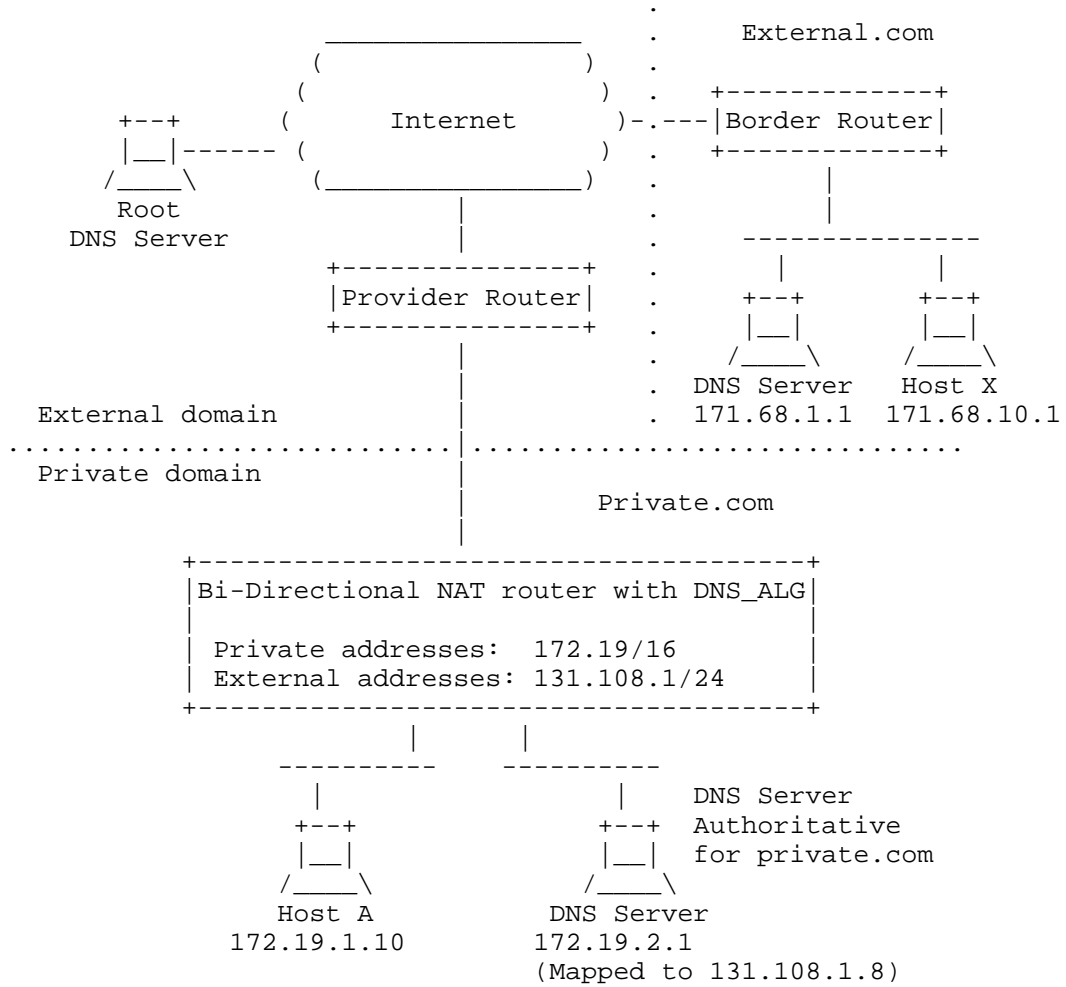 External.com
Internet
Border Router
Root
DNS Server
Provider Router
DNS Server Host X
External domain
171.68.1.1 171.68.10.1
Private domain
Private.com
Bi-Directional NAT router with DNS_ALG
Private addresses: 172.19/16
External addresses: 131.108.1/24
DNS Server
Authoritative
for private.com
Host A DNS Server
172.19.1.10 172.19.2.1
(Mapped to 131.108.1.8)